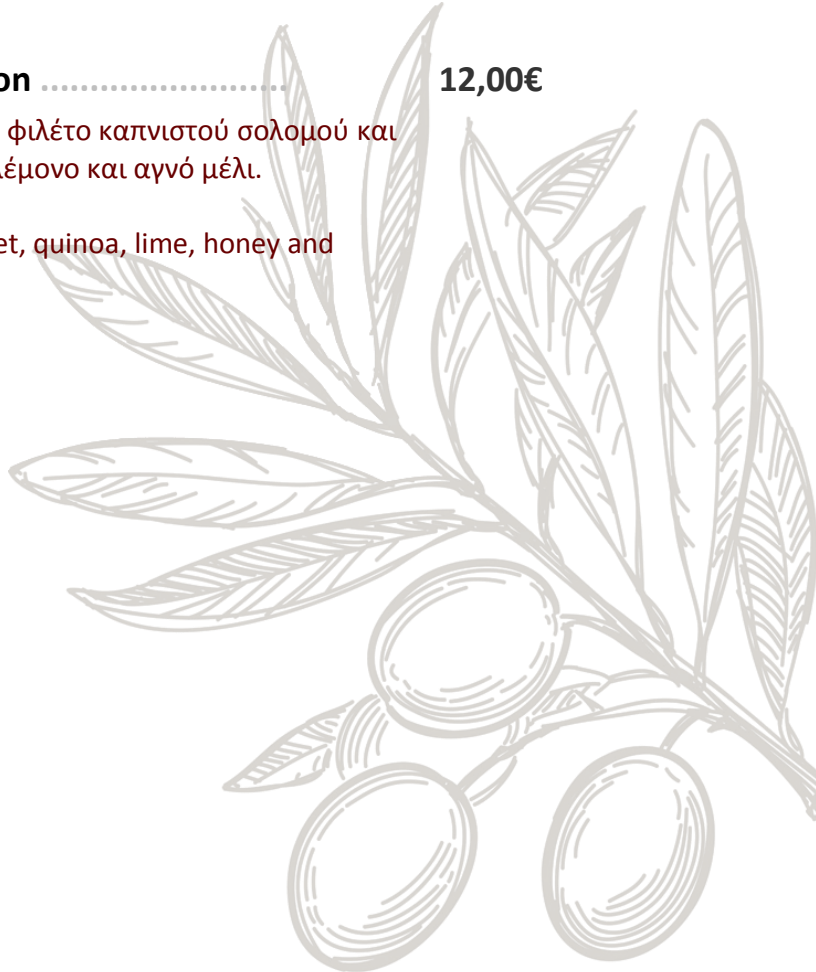 on ............................. 12,00€
φιλέτο καπνιστού σολομού και
λέμονο και αγνό μέλι.
et, quinoa, lime, honey and